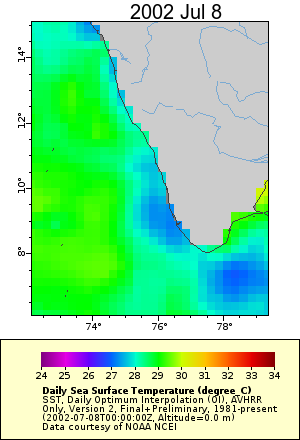 2002 Jul 8
14°
12°
10°
8°
74°
76°
78°
24 25 26 27 28 29 30 31 32 33 34
Daily Sea Surface Temperature (degree_C)
SST, Daily Optimum Interpolation (OI), AVHRR
Only, Version 2, Final+Preliminary, 1981-present
(2002-07-08T00:00:00Z, Altitude=0.0 m)
Data courtesy of NOAA NCEI